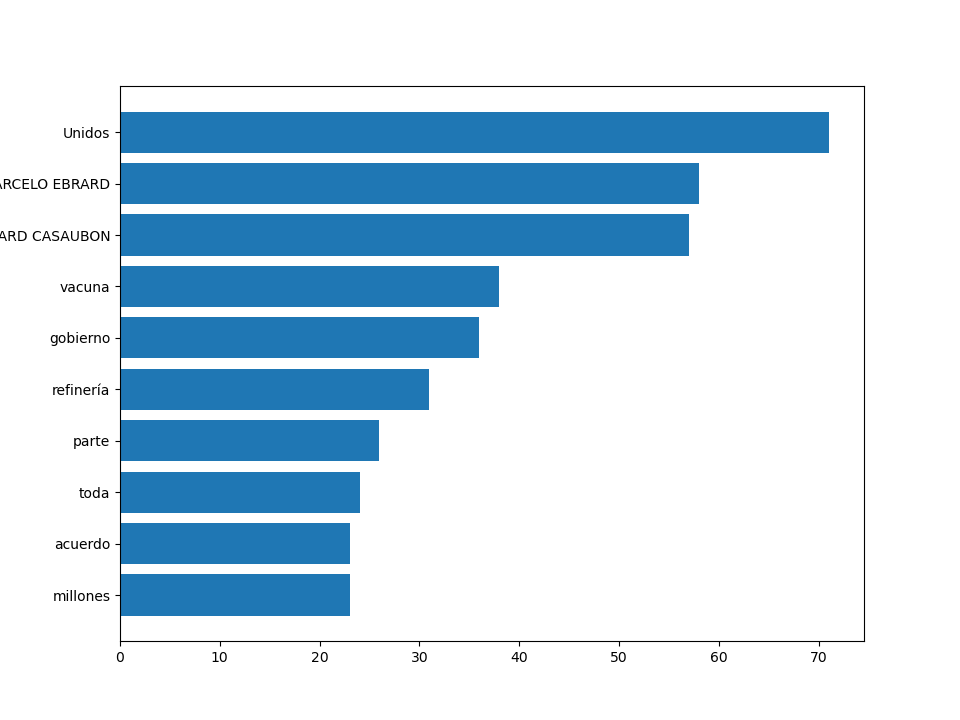 Unidos
ARCELO EBRARD
ARD CASAUBON
vacuna
gobierno
refinería
parte
toda
acuerdo
millones
0 10 20 30 40 50 60 70